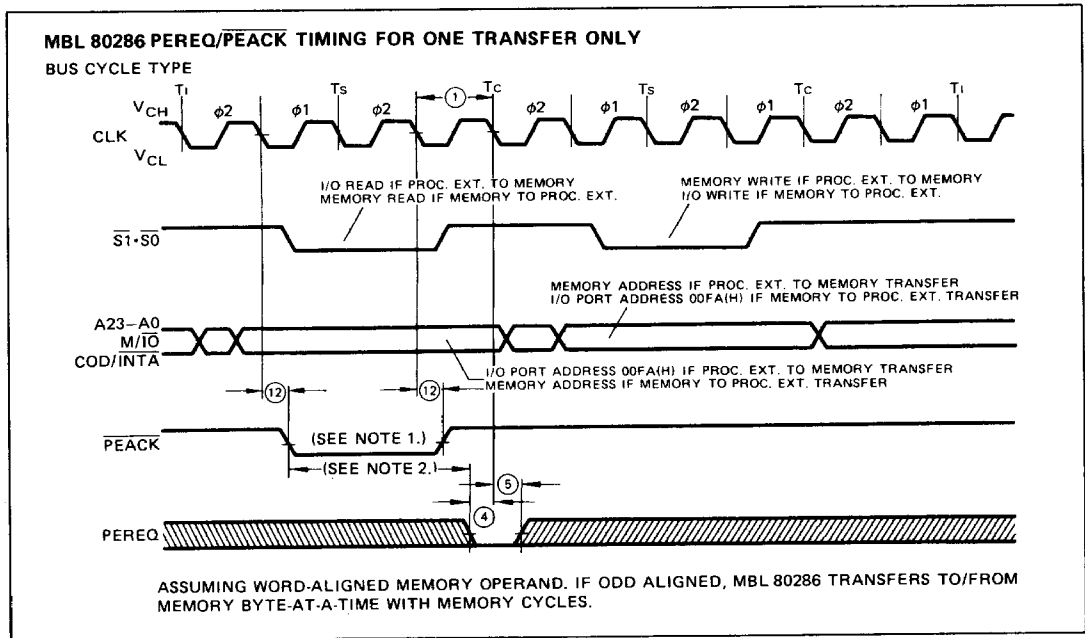 MBL 80286 PEREQ/PEACK TIMING FOR ONE TRANSFER ONLY
BUS CYCLE TYPE
TI TS TC TS TC TI
VCH φ2 φ1 φ2 1 φ2 φ1 φ2 φ1 φ2 φ1
CLK
VCL
I/O READ IF PROC. EXT. TO MEMORY
MEMORY READ IF MEMORY TO PROC. EXT.
MEMORY WRITE IF PROC. EXT. TO MEMORY
I/O WRITE IF MEMORY TO PROC. EXT.
S1•S0
MEMORY ADDRESS IF PROC. EXT. TO MEMORY TRANSFER
I/O PORT ADDRESS 00FA(H) IF MEMORY TO PROC. EXT. TRANSFER
A23–A0
M/IO
COD/INTA
I/O PORT ADDRESS 00FA(H) IF PROC. EXT. TO MEMORY TRANSFER
MEMORY ADDRESS IF MEMORY TO PROC. EXT. TRANSFER
12 12
PEACK (SEE NOTE 1.)
(SEE NOTE 2.)
5
4
PEREQ
ASSUMING WORD-ALIGNED MEMORY OPERAND. IF ODD ALIGNED, MBL 80286 TRANSFERS TO/FROM
MEMORY BYTE-AT-A-TIME WITH MEMORY CYCLES.